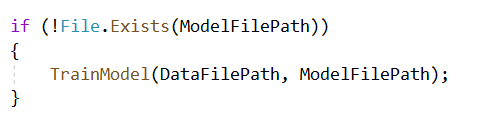 if (!File.Exists(ModelFilePath))
{
    TrainModel(DataFilePath, ModelFilePath);
}